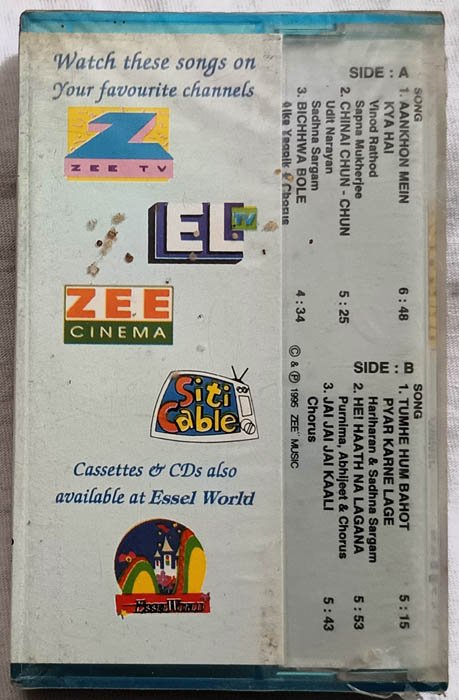 Watch these songs on
Your favourite channels
Z
ZEE TV
EL
TV
ZEE
CINEMA
Siti
Cable
Cassettes & CDs also
available at Essel World
ESSEL WORLD
SIDE : A
SONG
1. AANKHON MEIN
KYA HAI 6 : 48
Vinod Rathod
Sapna Mukherjee
2. CHINAI CHUN - CHUN 5 : 25
Udit Narayan
Sadhna Sargam
3. BICHHWA BOLE 4 : 34
Alka Yagnik & Chorus
SIDE : B
SONG
1. TUMHE HUM BAHOT
PYAR KARNE LAGE 5 : 15
Hariharan & Sadhna Sargam
2. HEI HAATH NA LAGANA 5 : 53
Purnima, Abhijeet & Chorus
3. JAI JAI JAI KAALI 5 : 43
Chorus
© & ℗ 1995 ZEE MUSIC